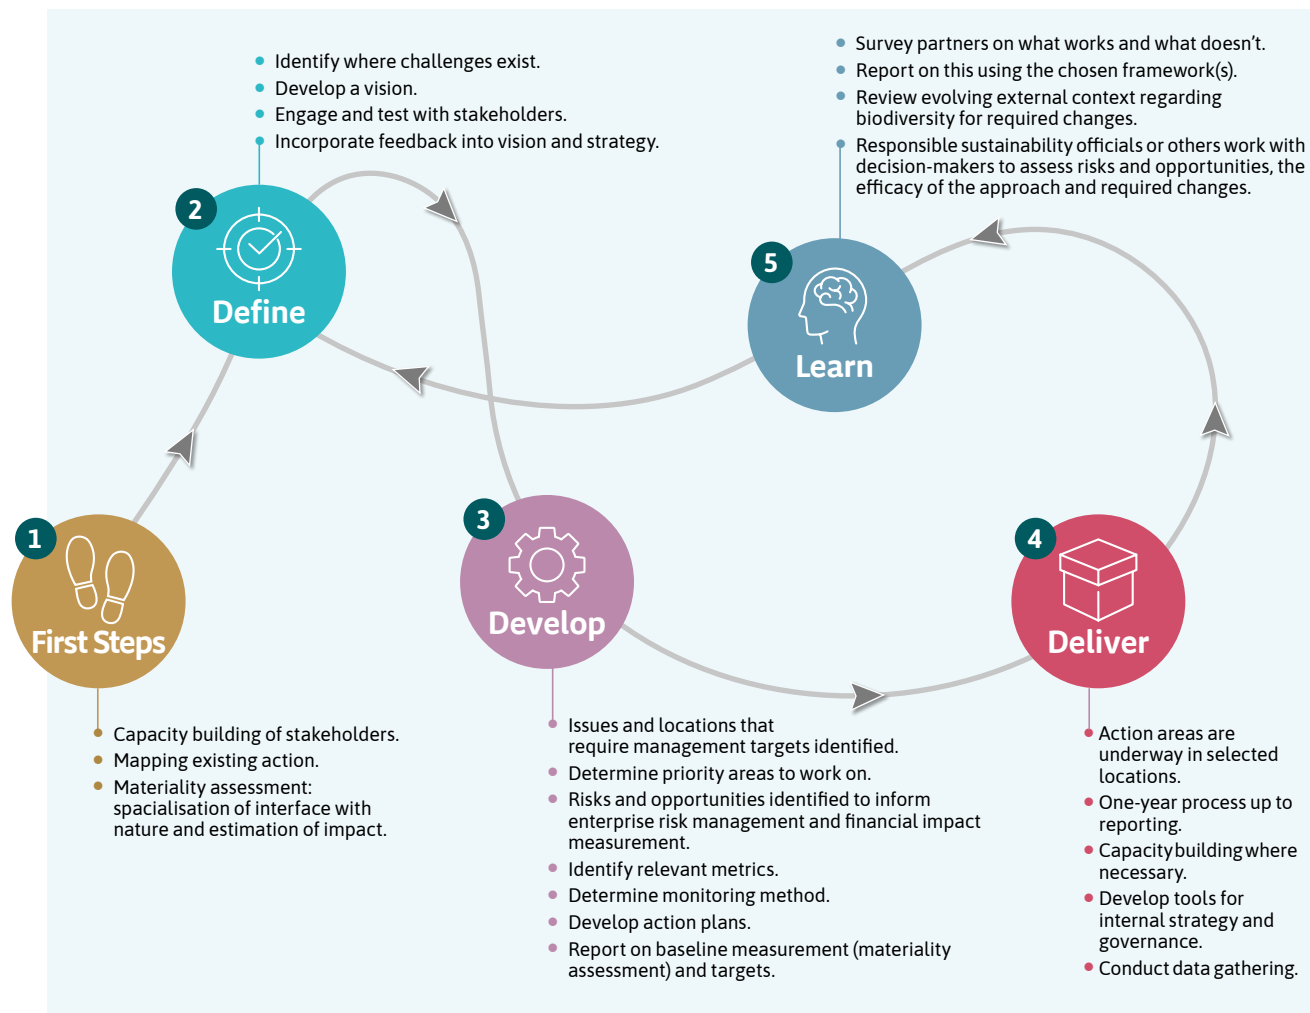 1
First Steps
Capacity building of stakeholders.
Mapping existing action.
Materiality assessment:
spacialisation of interface with
nature and estimation of impact.
2
Define
Identify where challenges exist.
Develop a vision.
Engage and test with stakeholders.
Incorporate feedback into vision and strategy.
3
Develop
Issues and locations that
require management targets identified.
Determine priority areas to work on.
Risks and opportunities identified to inform
enterprise risk management and financial impact
measurement.
Identify relevant metrics.
Determine monitoring method.
Develop action plans.
Report on baseline measurement (materiality
assessment) and targets.
4
Deliver
Action areas are
underway in selected
locations.
One-year process up to
reporting.
Capacity building where
necessary.
Develop tools for
internal strategy and
governance.
Conduct data gathering.
5
Learn
Survey partners on what works and what doesn't.
Report on this using the chosen framework(s).
Review evolving external context regarding
biodiversity for required changes.
Responsible sustainability officials or others work with
decision-makers to assess risks and opportunities, the
efficacy of the approach and required changes.